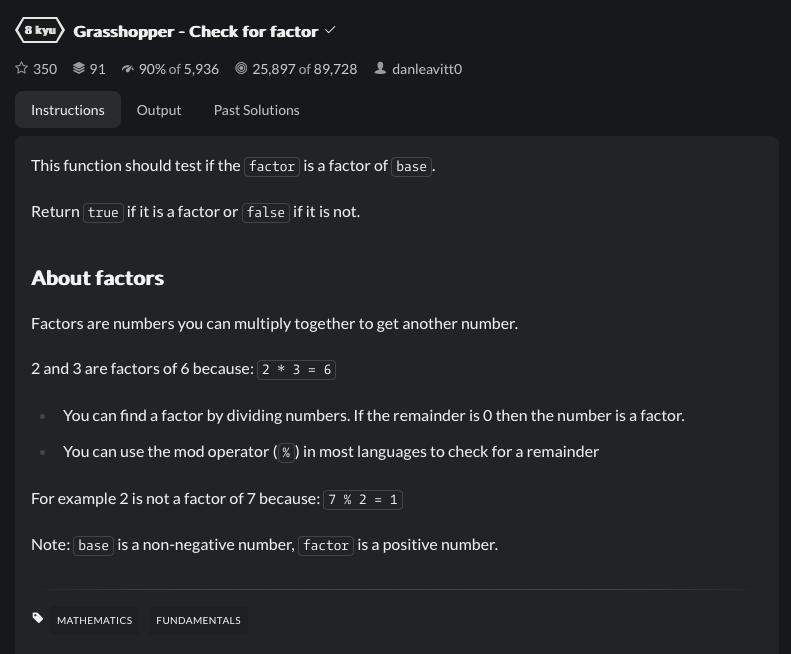 8 kyu Grasshopper - Check for factor
350 91 90% of 5,936 25,897 of 89,728 danleavitt0
Instructions Output Past Solutions
This function should test if the factor is a factor of base.
Return true if it is a factor or false if it is not.
About factors
Factors are numbers you can multiply together to get another number.
2 and 3 are factors of 6 because: 2 * 3 = 6
You can find a factor by dividing numbers. If the remainder is 0 then the number is a factor.
You can use the mod operator (%) in most languages to check for a remainder
For example 2 is not a factor of 7 because: 7 % 2 = 1
Note: base is a non-negative number, factor is a positive number.
MATHEMATICS FUNDAMENTALS